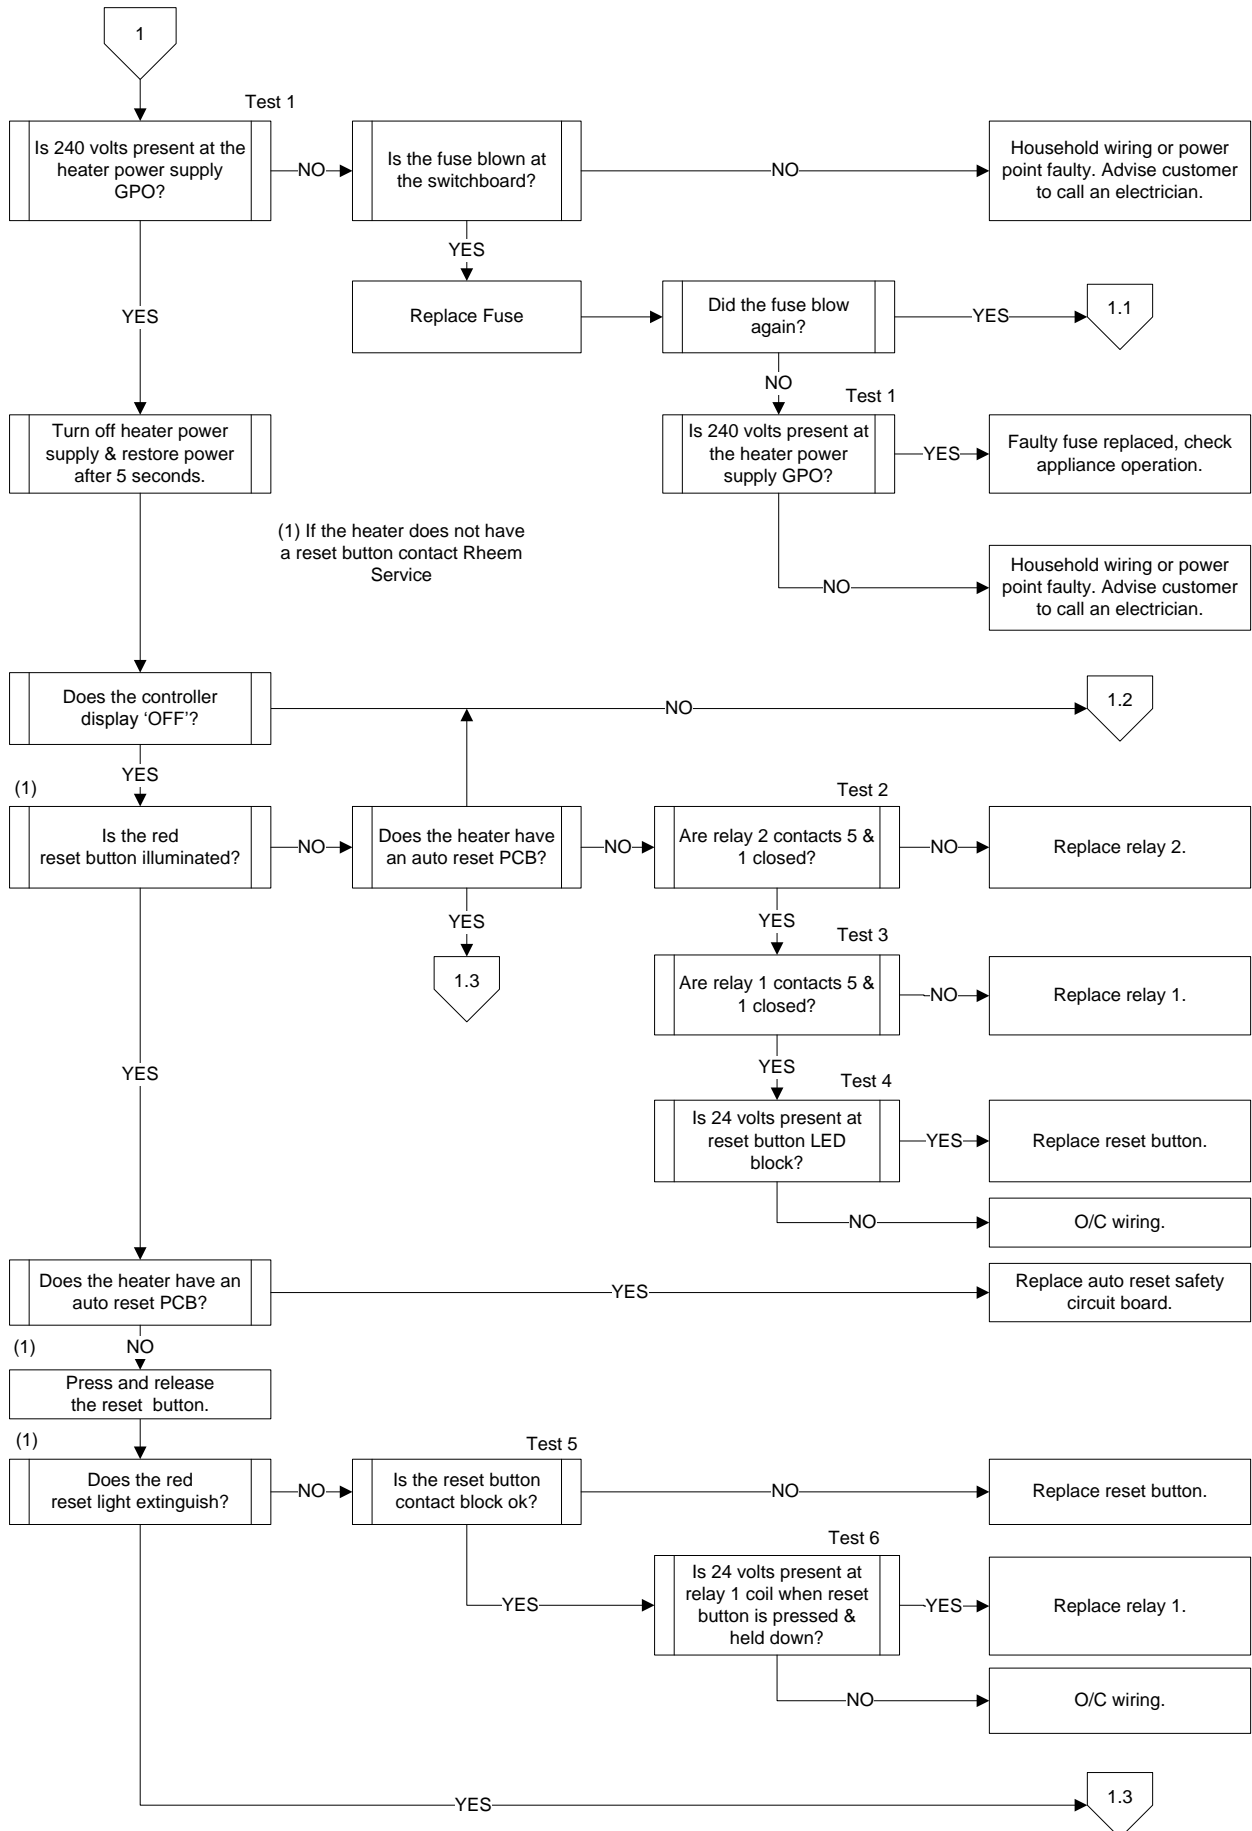 1
Test 1
Is 240 volts present at the
heater power supply
GPO?
NO
Is the fuse blown at
the switchboard?
NO
Household wiring or power
point faulty. Advise customer
to call an electrician.
YES
YES
Replace Fuse
Did the fuse blow
again?
YES
1.1
NO
Test 1
Turn off heater power
supply & restore power
after 5 seconds.
Is 240 volts present at
the heater power
supply GPO?
YES
Faulty fuse replaced, check
appliance operation.
(1) If the heater does not have
a reset button contact Rheem
Service
NO
Household wiring or power
point faulty. Advise customer
to call an electrician.
Does the controller
display ‘OFF’?
NO
1.2
YES
(1)
Is the red
reset button illuminated?
NO
Does the heater have
an auto reset PCB?
NO
Test 2
Are relay 2 contacts 5 &
1 closed?
NO
Replace relay 2.
YES
YES
1.3
Test 3
Are relay 1 contacts 5 &
1 closed?
NO
Replace relay 1.
YES
YES
Test 4
Is 24 volts present at
reset button LED
block?
YES
Replace reset button.
NO
O/C wiring.
Does the heater have an
auto reset PCB?
YES
Replace auto reset safety
circuit board.
(1)
NO
Press and release
the reset button.
(1)
Does the red
reset light extinguish?
NO
Test 5
Is the reset button
contact block ok?
NO
Replace reset button.
YES
Test 6
Is 24 volts present at
relay 1 coil when reset
button is pressed &
held down?
YES
Replace relay 1.
NO
O/C wiring.
YES
1.3